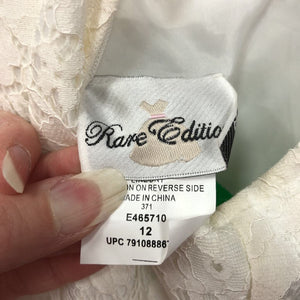 Rare Editio
N ON REVERSE SIDE
MADE IN CHINA
371
E465710
12
UPC 79108886